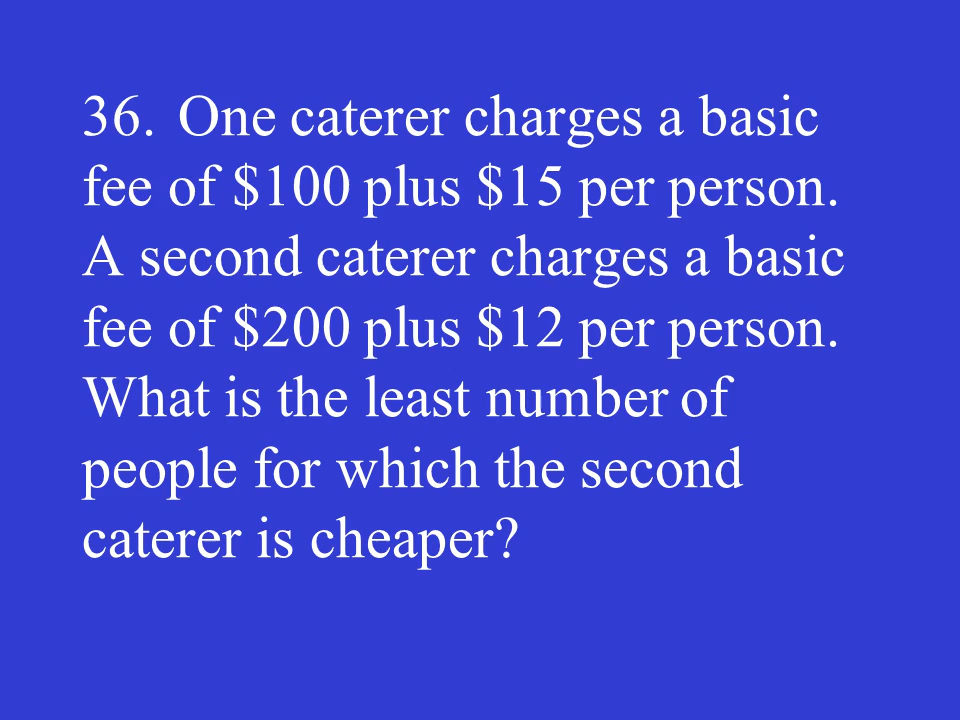 36. One caterer charges a basic
fee of $100 plus $15 per person.
A second caterer charges a basic
fee of $200 plus $12 per person.
What is the least number of
people for which the second
caterer is cheaper?